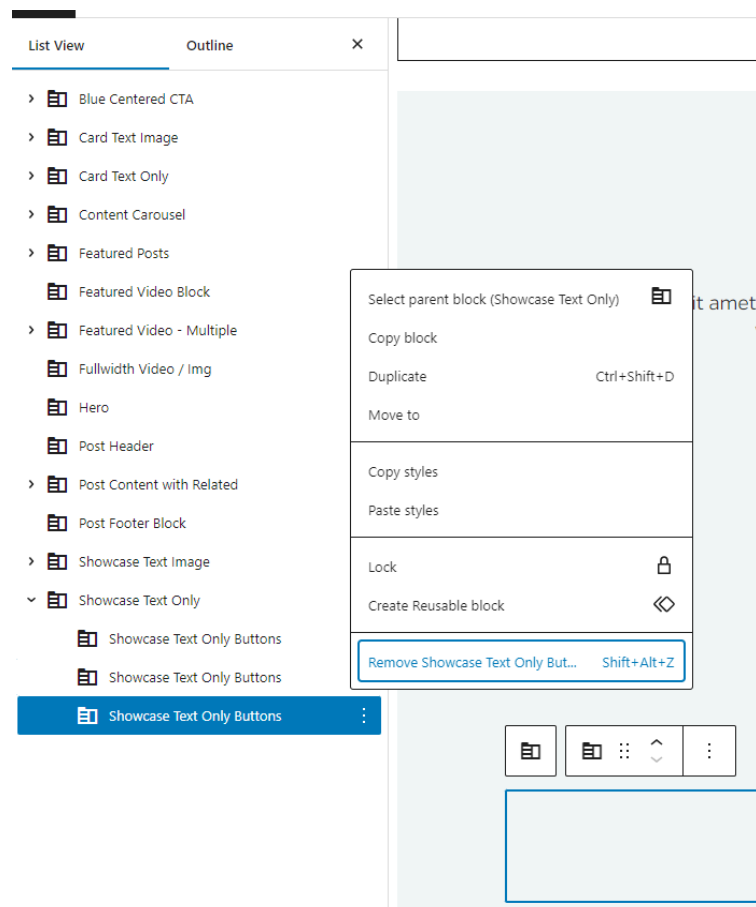 List View
Outline
Blue Centered CTA
Card Text Image
Card Text Only
Content Carousel
Featured Posts
Featured Video Block
Featured Video - Multiple
Fullwidth Video / Img
Hero
Post Header
Post Content with Related
Post Footer Block
Showcase Text Image
Showcase Text Only
Showcase Text Only Buttons
Showcase Text Only Buttons
Showcase Text Only Buttons
Select parent block (Showcase Text Only)
Copy block
Duplicate Ctrl+Shift+D
Move to
Copy styles
Paste styles
Lock
Create Reusable block
Remove Showcase Text Only But... Shift+Alt+Z
it amet